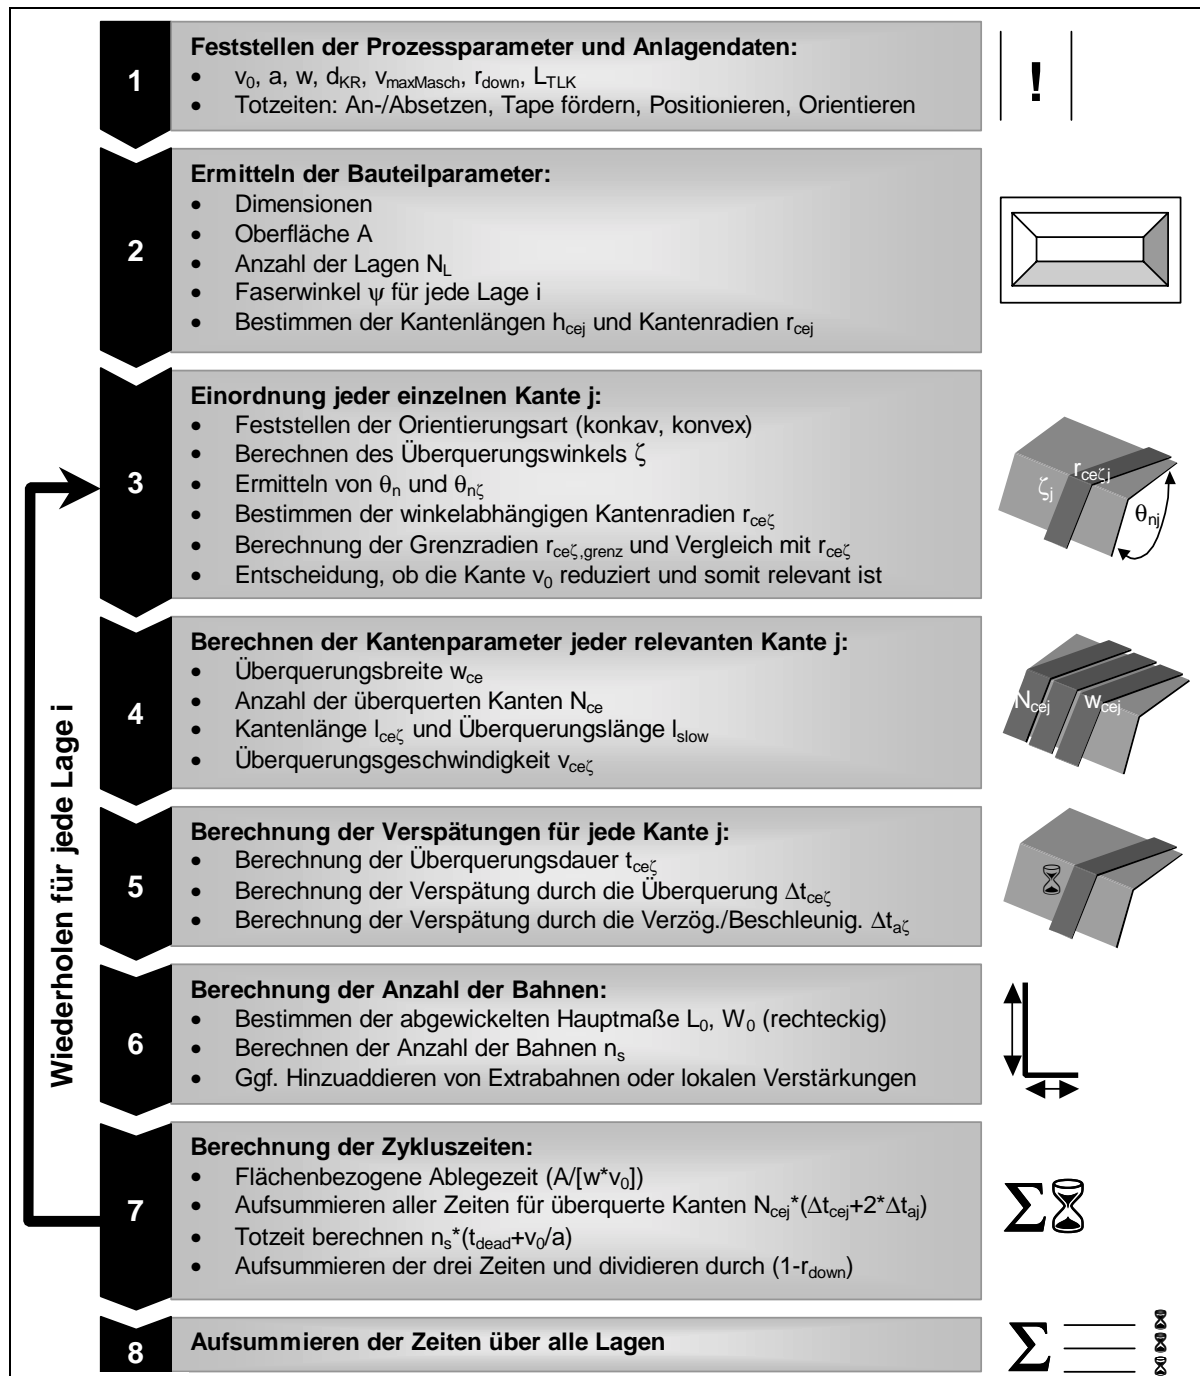 1
Feststellen der Prozessparameter und Anlagendaten:
• v0, a, w, dKR, vmaxMasch, rdown, LTLK
• Totzeiten: An-/Absetzen, Tape fördern, Positionieren, Orientieren
!
2
Ermitteln der Bauteilparameter:
• Dimensionen
• Oberfläche A
• Anzahl der Lagen NL
• Faserwinkel ψ für jede Lage i
• Bestimmen der Kantenlängen hcej und Kantenradien rcej
3
Einordnung jeder einzelnen Kante j:
• Feststellen der Orientierungsart (konkav, konvex)
• Berechnen des Überquerungswinkels ζ
• Ermitteln von θn und θnζ
• Bestimmen der winkelabhängigen Kantenradien rceζ
• Berechnung der Grenzradien rceζ,grenz und Vergleich mit rceζ
• Entscheidung, ob die Kante v0 reduziert und somit relevant ist
rceζj
ζj
θnj
4
Berechnen der Kantenparameter jeder relevanten Kante j:
• Überquerungsbreite wce
• Anzahl der überquerten Kanten Nce
• Kantenlänge lceζ und Überquerungslänge lslow
• Überquerungsgeschwindigkeit vceζ
Ncej
wcej
5
Berechnung der Verspätungen für jede Kante j:
• Berechnung der Überquerungsdauer tceζ
• Berechnung der Verspätung durch die Überquerung Δtceζ
• Berechnung der Verspätung durch die Verzög./Beschleunig. Δtaζ
6
Berechnung der Anzahl der Bahnen:
• Bestimmen der abgewickelten Hauptmaße L0, W0 (rechteckig)
• Berechnen der Anzahl der Bahnen ns
• Ggf. Hinzuaddieren von Extrabahnen oder lokalen Verstärkungen
7
Berechnung der Zykluszeiten:
• Flächenbezogene Ablegezeit (A/[w*v0])
• Aufsummieren aller Zeiten für überquerte Kanten Ncej*(Δtcej+2*Δtaj)
• Totzeit berechnen ns*(tdead+v0/a)
• Aufsummieren der drei Zeiten und dividieren durch (1-rdown)
Σ
8
Aufsummieren der Zeiten über alle Lagen
Σ
Wiederholen für jede Lage i